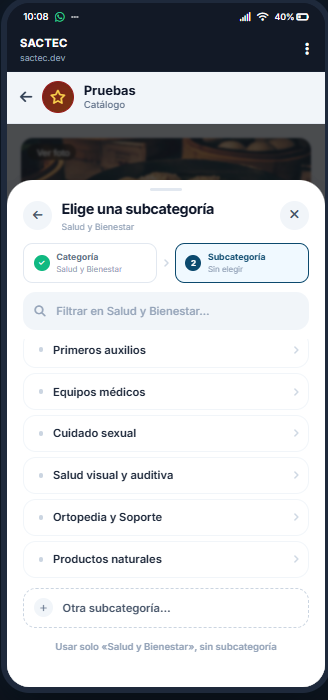 10:08
40%
SACTEC
sactec.dev
Pruebas
Catálogo
Ver foto
Elige una subcategoría
Salud y Bienestar
Categoría
Salud y Bienestar
2
Subcategoría
Sin elegir
Filtrar en Salud y Bienestar...
Primeros auxilios
Equipos médicos
Cuidado sexual
Salud visual y auditiva
Ortopedia y Soporte
Productos naturales
Otra subcategoría...
Usar solo «Salud y Bienestar», sin subcategoría